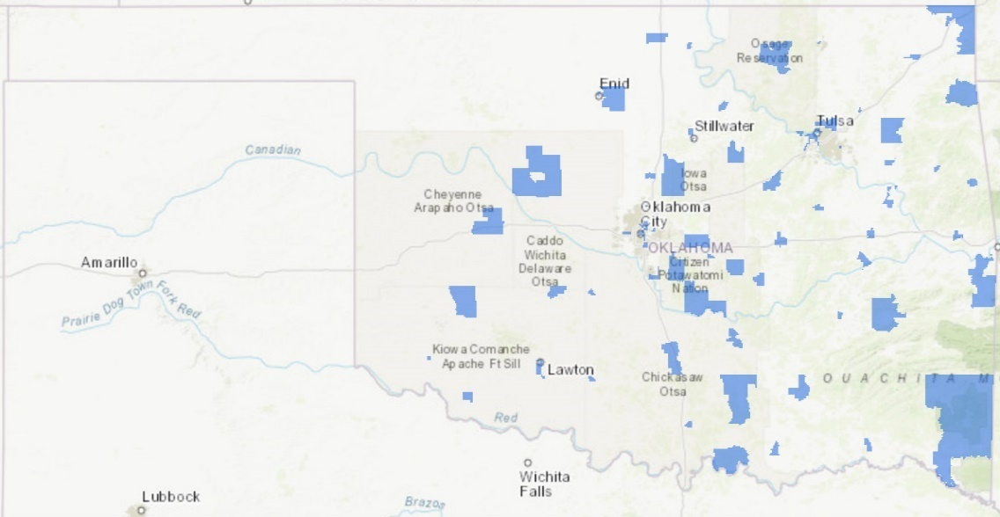 Osage
Reservation
Enid
Tulsa
Stillwater
Canadian
Iowa
Otsa
Cheyenne
Arapaho Otsa
Oklahoma
City
Caddo
Wichita
Delaware
Otsa
OKLAHOMA
Citizen
Potawatomi
Nation
Amarillo
Prairie Dog Town Fork Red
Kiowa Comanche
Apache Ft Sill
Lawton
Chickasaw
Otsa
OUACHITA M
Red
Wichita
Falls
Lubbock
Brazos